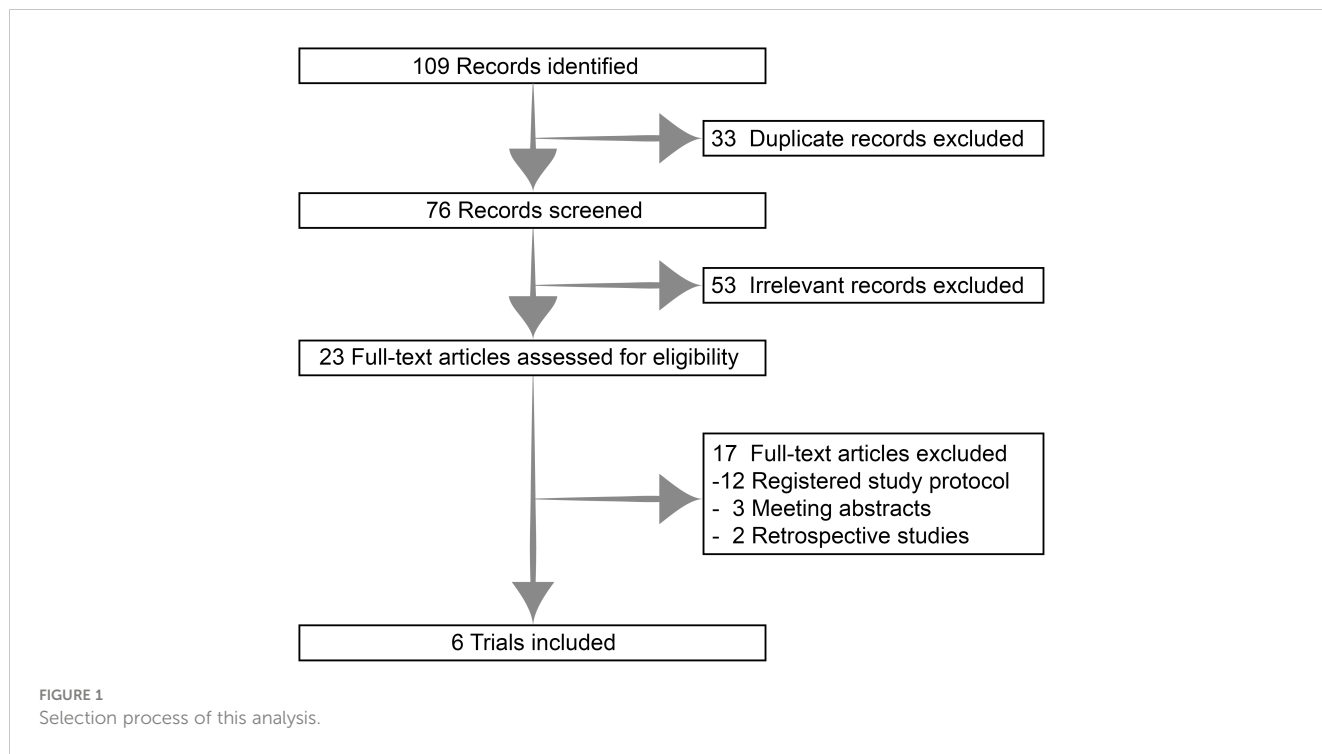 109 Records identified
33 Duplicate records excluded
76 Records screened
53 Irrelevant records excluded
23 Full-text articles assessed for eligibility
17 Full-text articles excluded
-12 Registered study protocol
- 3 Meeting abstracts
- 2 Retrospective studies
6 Trials included
FIGURE 1
Selection process of this analysis.